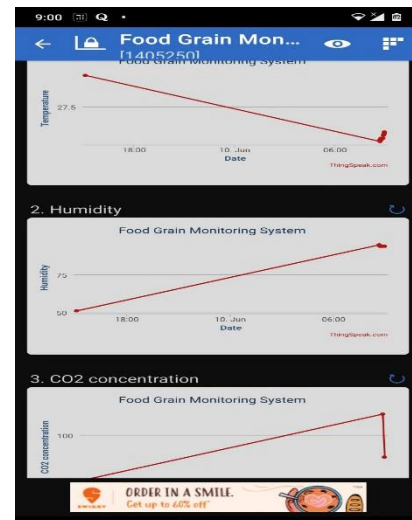 9:00
Food Grain Mon...
[1405250]
Food Grain Monitoring System
Temperature
27.5
18:00 10. Jun 06:00
Date
ThingSpeak.com
2. Humidity
Food Grain Monitoring System
Humidity
75
50
18:00 10. Jun 06:00
Date
ThingSpeak.com
3. CO2 concentration
Food Grain Monitoring System
CO2 concentration
100
SWIGGY
ORDER IN A SMILE.
Get up to 60% off*